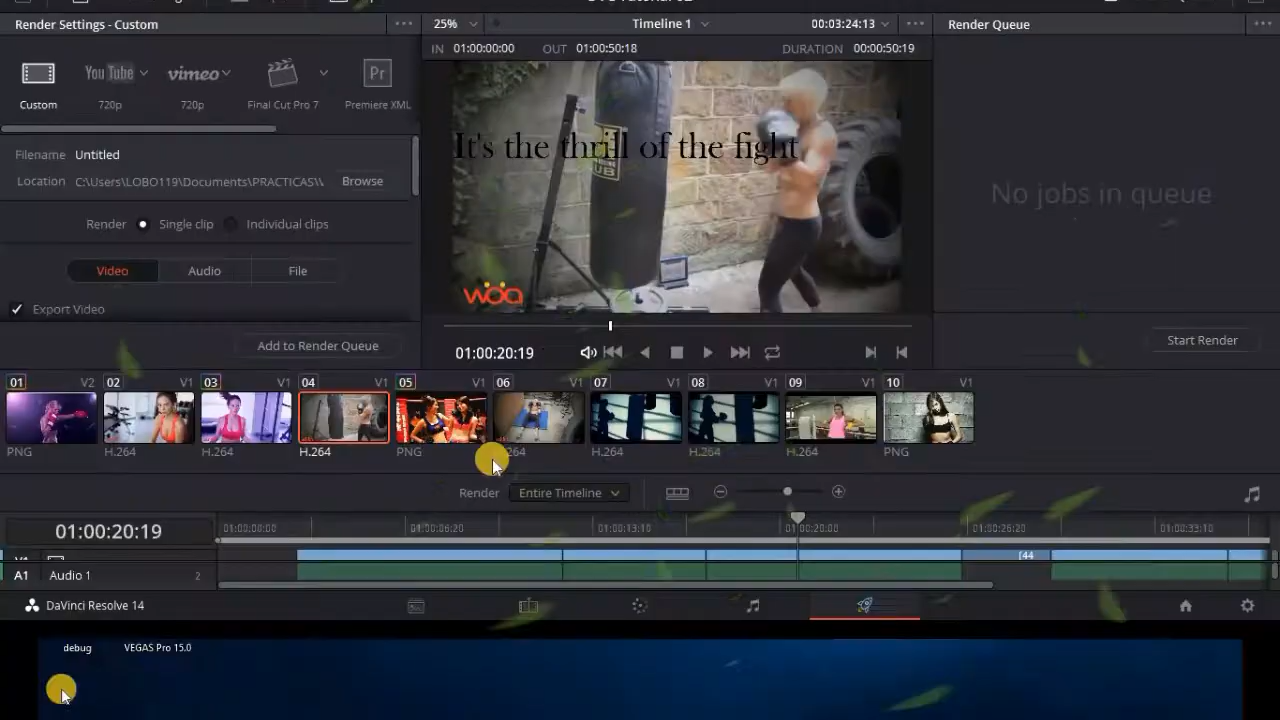 Render Settings - Custom
25%
Timeline 1
00:03:24:13
Render Queue
IN 01:00:00:00 OUT 01:00:50:18 DURATION 00:00:50:19
YouTube
vimeo
Pr
Custom
720p
720p
Final Cut Pro 7
Premiere XML
Filename Untitled
Location C:\Users\LOBO119\Documents\PRACTICAS\\ Browse
Render Single clip Individual clips
Video Audio File
Export Video
Add to Render Queue
It's the thrill of the fight
woa
No jobs in queue
01:00:20:19
Start Render
01 V2 02 V1 03 V1 04 V1 05 V1 06 V1 07 V1 08 V1 09 V1 10 V1
PNG H.264 H.264 H.264 PNG H.264 H.264 H.264 PNG
Render Entire Timeline
01:00:20:19
01:00:00:00 01:00:06:20 01:00:13:10 01:00:20:00 01:00:26:20 01:00:33:10
V1
[44
A1 Audio 1 2
DaVinci Resolve 14
debug VEGAS Pro 15.0